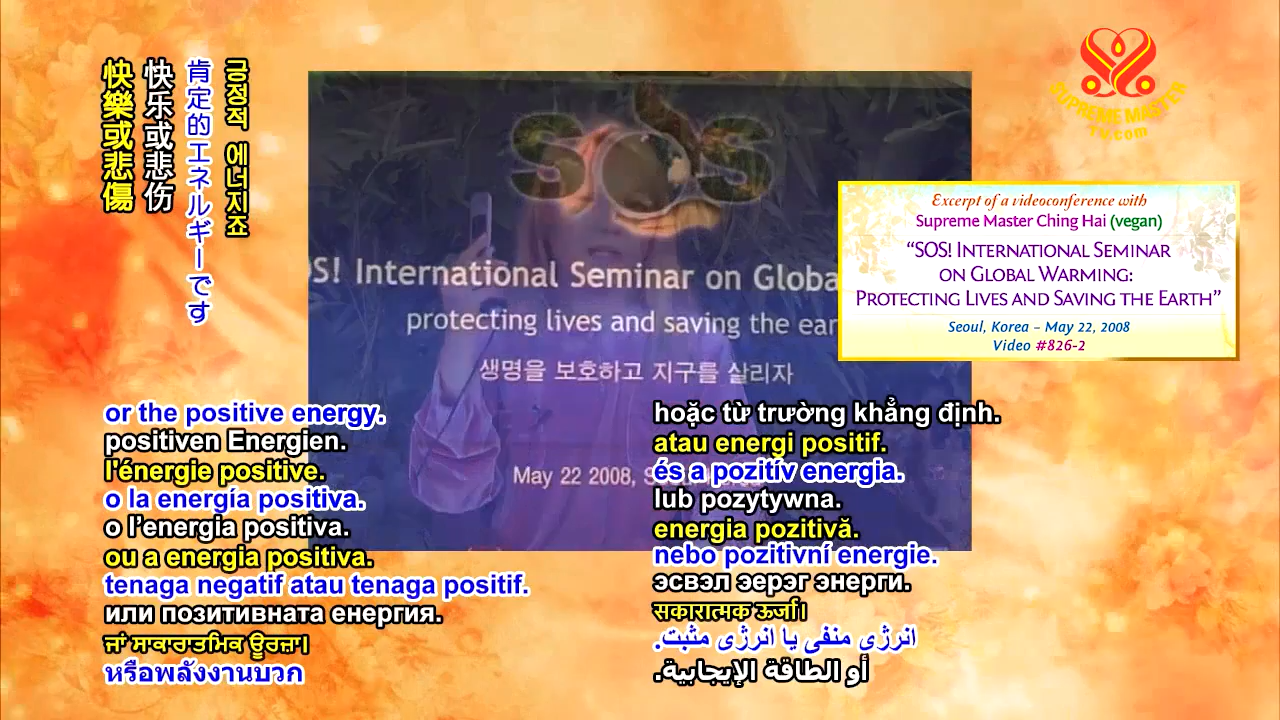 快樂或悲傷
快乐或悲伤
肯定的エネルギーです
긍정적 에너지죠
SUPREME MASTER
TV.com
SOS
OS! International Seminar on Globa
protecting lives and saving the ear
생명을 보호하고 지구를 살리자
May 22 2008, S
Excerpt of a videoconference with
Supreme Master Ching Hai (vegan)
“SOS! International Seminar
on Global Warming:
Protecting Lives and Saving the Earth”
Seoul, Korea – May 22, 2008
Video #826-2
or the positive energy.
positiven Energien.
l'énergie positive.
o la energía positiva.
o l’energia positiva.
ou a energia positiva.
tenaga negatif atau tenaga positif.
или позитивната енергия.
ਜਾਂ ਸਾਕਾਰਾਤਮਿਕ ਊਰਜ਼ਾ।
หรือพลังงานบวก
hoặc từ trường khẳng định.
atau energi positif.
és a pozitív energia.
lub pozytywna.
energia pozitivă.
nebo pozitivní energie.
эсвэл эерэг энерги.
सकारात्मक ऊर्जा।
انرژی منفی یا انرژی مثبت.
أو الطاقة الإيجابية.